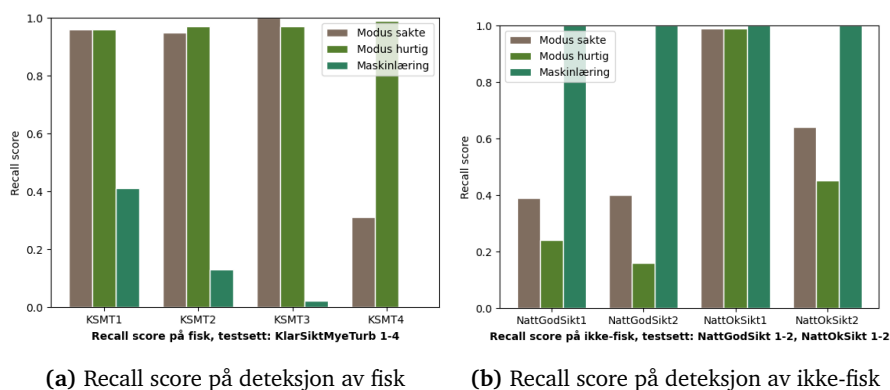 1.0
0.8
0.6
0.4
0.2
0.0
Recall score
Modus sakte
Modus hurtig
Maskinlæring
KSMT1 KSMT2 KSMT3 KSMT4
Recall score på fisk, testsett: KlarSiktMyeTurb 1-4
(a) Recall score på deteksjon av fisk
1.0
0.8
0.6
0.4
0.2
0.0
Recall score
Modus sakte
Modus hurtig
Maskinlæring
NattGodSikt1 NattGodSikt2 NattOkSikt1 NattOkSikt2
Recall score på ikke-fisk, testsett: NattGodSikt 1-2, NattOkSikt 1-2
(b) Recall score på deteksjon av ikke-fisk